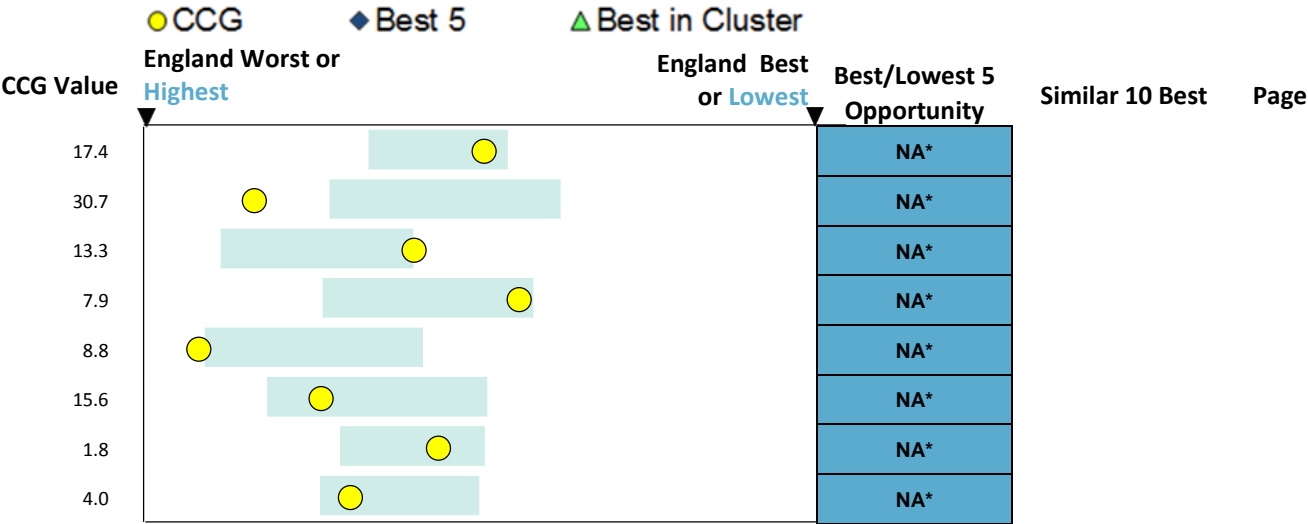 CCG Best 5 Best in Cluster
CCG Value England Worst or Highest England Best or Lowest Best/Lowest 5 Opportunity Similar 10 Best Page
17.4 NA*
30.7 NA*
13.3 NA*
7.9 NA*
8.8 NA*
15.6 NA*
1.8 NA*
4.0 NA*